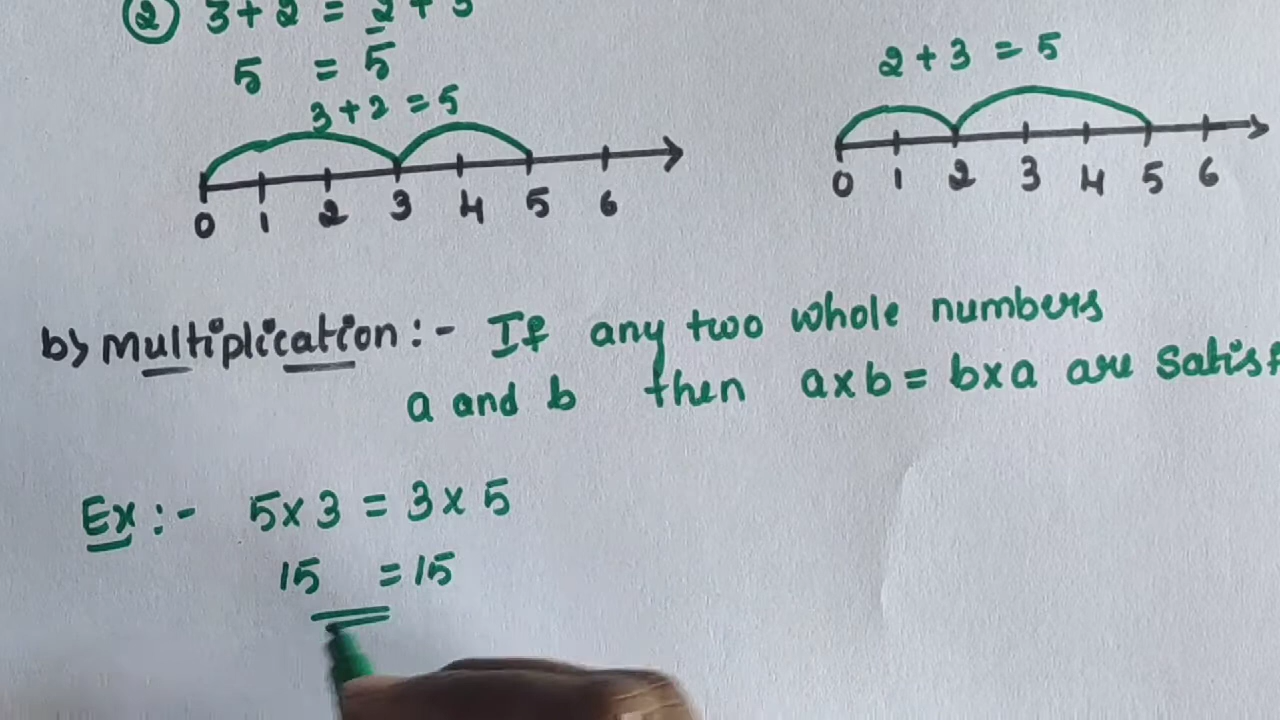 ② 3+2 = 2+3
5 = 5
3+2=5
0 1 2 3 4 5 6
2+3=5
0 1 2 3 4 5 6
b) multiplication :- If any two whole numbers
a and b then a×b = b×a are
Ex :- 5×3 = 3×5
15 = 15